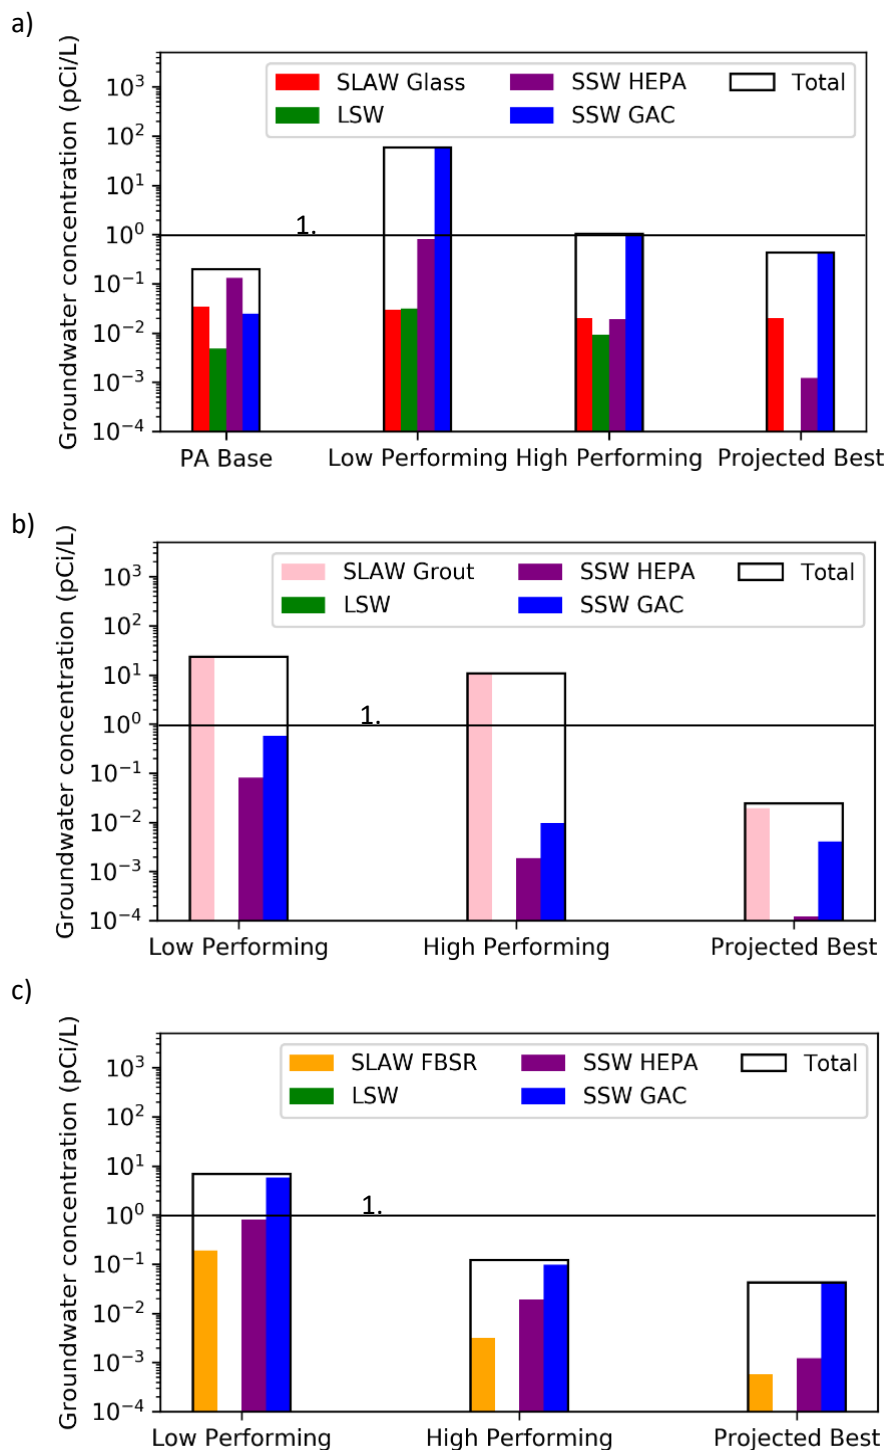 a)
Groundwater concentration (pCi/L)
SLAW Glass SSW HEPA Total
LSW SSW GAC
10³
10²
10¹
10⁰
10⁻¹
10⁻²
10⁻³
10⁻⁴
1.
PA Base Low Performing High Performing Projected Best
b)
Groundwater concentration (pCi/L)
SLAW Grout SSW HEPA Total
LSW SSW GAC
10³
10²
10¹
10⁰
10⁻¹
10⁻²
10⁻³
10⁻⁴
1.
Low Performing High Performing Projected Best
c)
Groundwater concentration (pCi/L)
SLAW FBSR SSW HEPA Total
LSW SSW GAC
10³
10²
10¹
10⁰
10⁻¹
10⁻²
10⁻³
10⁻⁴
1.
Low Performing High Performing Projected Best